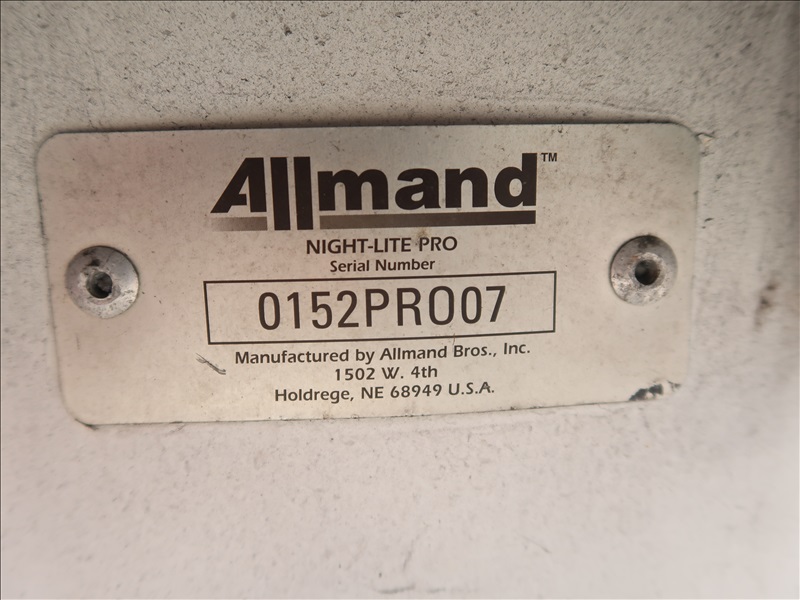 Allmand™
NIGHT-LITE PRO
Serial Number
0152PRO07
Manufactured by Allmand Bros., Inc.
1502 W. 4th
Holdrege, NE 68949 U.S.A.